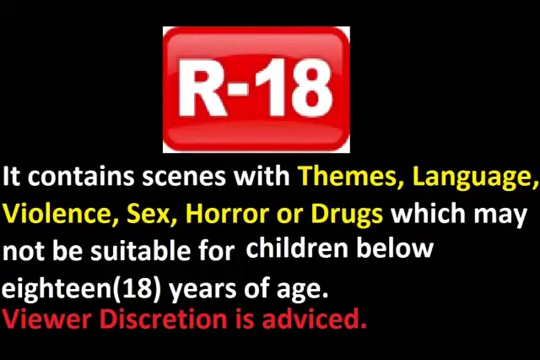 R-18
It contains scenes with Themes, Language,
Violence, Sex, Horror or Drugs which may
not be suitable for children below
eighteen(18) years of age.
Viewer Discretion is adviced.